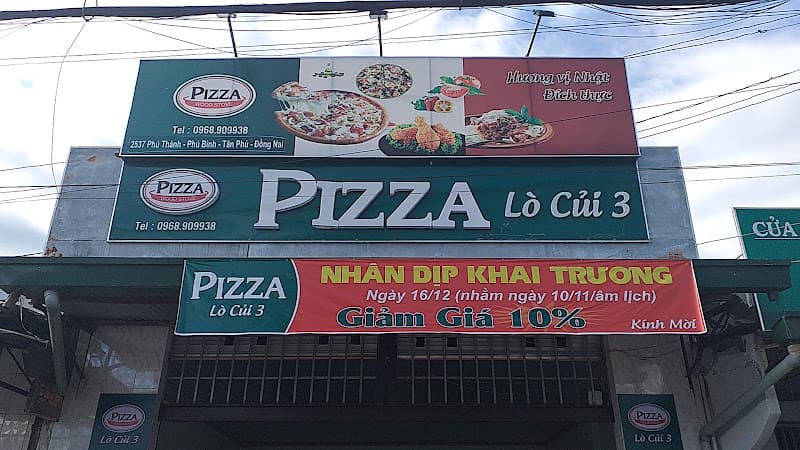 PIZZA
WOOD STOVE
Tel : 0968.909938
2537 Phú Thành - Phú Bình - Tân Phú - Đồng Nai
Hương vị Nhật
Đích thực
PIZZA
WOOD STOVE
Tel : 0968.909938
PIZZA Lò Củi 3
CỬA
PIZZA
Lò Củi 3
NHÂN DỊP KHAI TRƯƠNG
Ngày 16/12 (nhằm ngày 10/11/âm lịch)
Giảm Giá 10%
Kính Mời
PIZZA
Lò Củi 3
PIZZA
Lò Củi 3